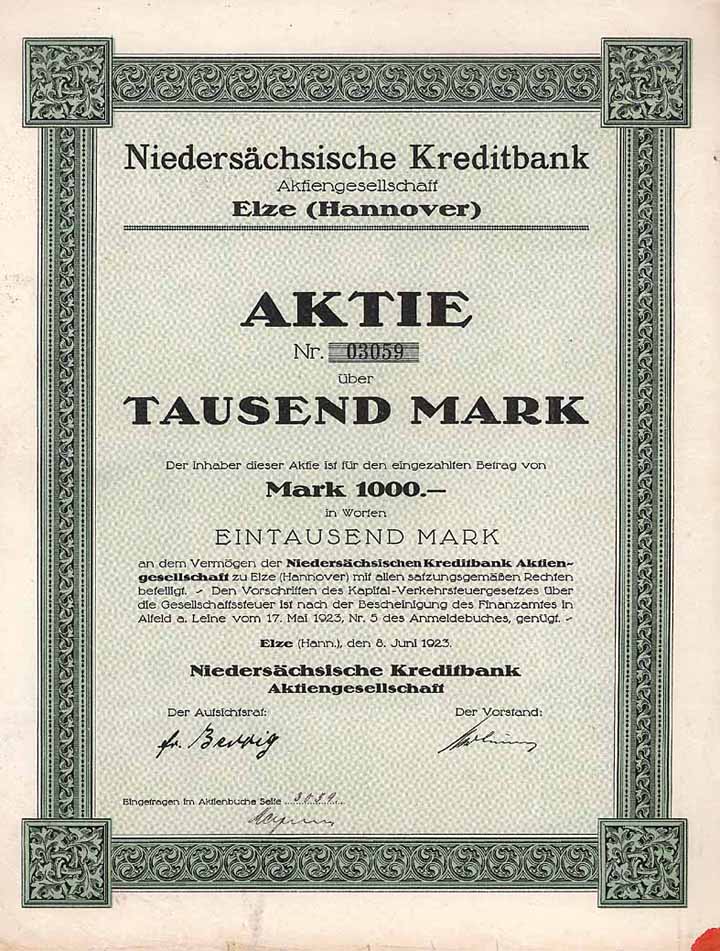 Niedersächsische Kreditbank
Aktiengesellschaft
Elze (Hannover)
AKTIE
Nr. 03059
über
TAUSEND MARK
Der Inhaber dieser Aktie ist für den eingezahlten Betrag von
Mark 1000.—
in Worten
EINTAUSEND MARK
an dem Vermögen der Niedersächsischen Kreditbank Aktien-
gesellschaft zu Elze (Hannover) mit allen satzungsgemäßen Rechten
beteiligt. - Den Vorschriften des Kapital-Verkehrsteuergesetzes über
die Gesellschaftssteuer ist nach der Bescheinigung des Finanzamtes in
Alfeld a. Leine vom 17. Mai 1923, Nr. 5 des Anmeldebuches, genügt. -
Elze (Hann.), den 8. Juni 1923.
Niedersächsische Kreditbank
Aktiengesellschaft
Der Aufsichtsrat: Der Vorstand:
Eingetragen im Aktienbuche Seite 3059